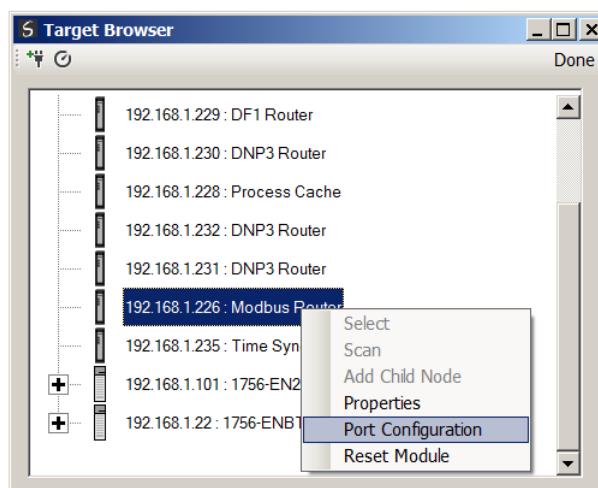 Target Browser
Done
192.168.1.229 : DF1 Router
192.168.1.230 : DNP3 Router
192.168.1.228 : Process Cache
192.168.1.232 : DNP3 Router
192.168.1.231 : DNP3 Router
192.168.1.226 : Modbus Router
192.168.1.235 : Time Syn
192.168.1.101 : 1756-EN2
192.168.1.22 : 1756-ENBT
Select
Scan
Add Child Node
Properties
Port Configuration
Reset Module